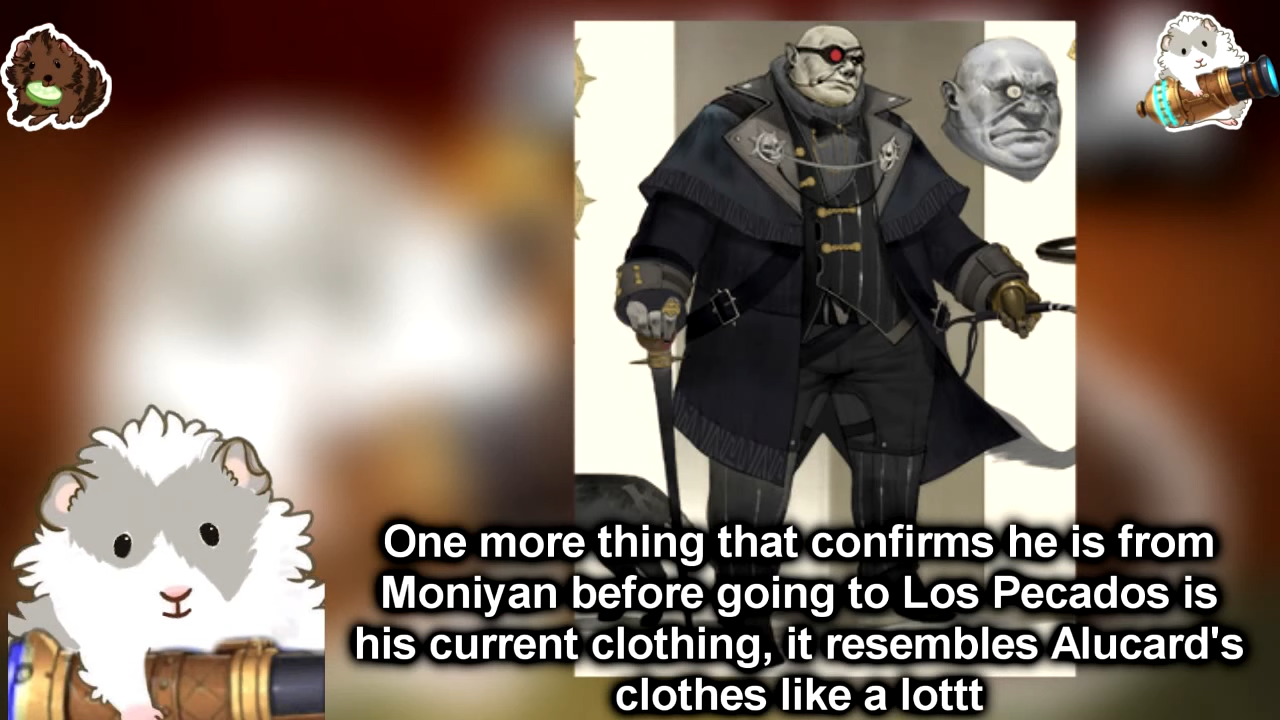 One more thing that confirms he is from
Moniyan before going to Los Pecados is
his current clothing, it resembles Alucard's
clothes like a lottt